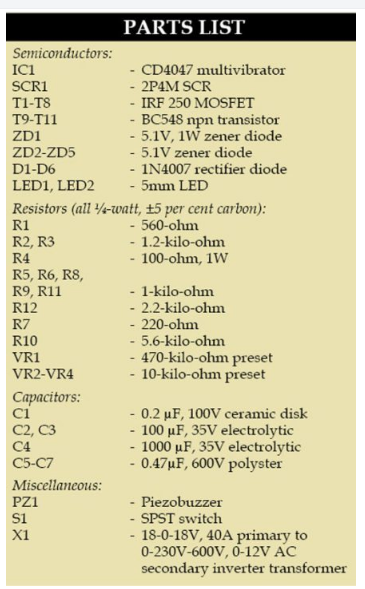 PARTS LIST
Semiconductors:
IC1 - CD4047 multivibrator
SCR1 - 2P4M SCR
T1-T8 - IRF 250 MOSFET
T9-T11 - BC548 npn transistor
ZD1 - 5.1V, 1W zener diode
ZD2-ZD5 - 5.1V zener diode
D1-D6 - 1N4007 rectifier diode
LED1, LED2 - 5mm LED
Resistors (all ¼-watt, ±5 per cent carbon):
R1 - 560-ohm
R2, R3 - 1.2-kilo-ohm
R4 - 100-ohm, 1W
R5, R6, R8,
R9, R11 - 1-kilo-ohm
R12 - 2.2-kilo-ohm
R7 - 220-ohm
R10 - 5.6-kilo-ohm
VR1 - 470-kilo-ohm preset
VR2-VR4 - 10-kilo-ohm preset
Capacitors:
C1 - 0.2 µF, 100V ceramic disk
C2, C3 - 100 µF, 35V electrolytic
C4 - 1000 µF, 35V electrolytic
C5-C7 - 0.47µF, 600V polyster
Miscellaneous:
PZ1 - Piezobuzzer
S1 - SPST switch
X1 - 18-0-18V, 40A primary to
0-230V-600V, 0-12V AC
secondary inverter transformer